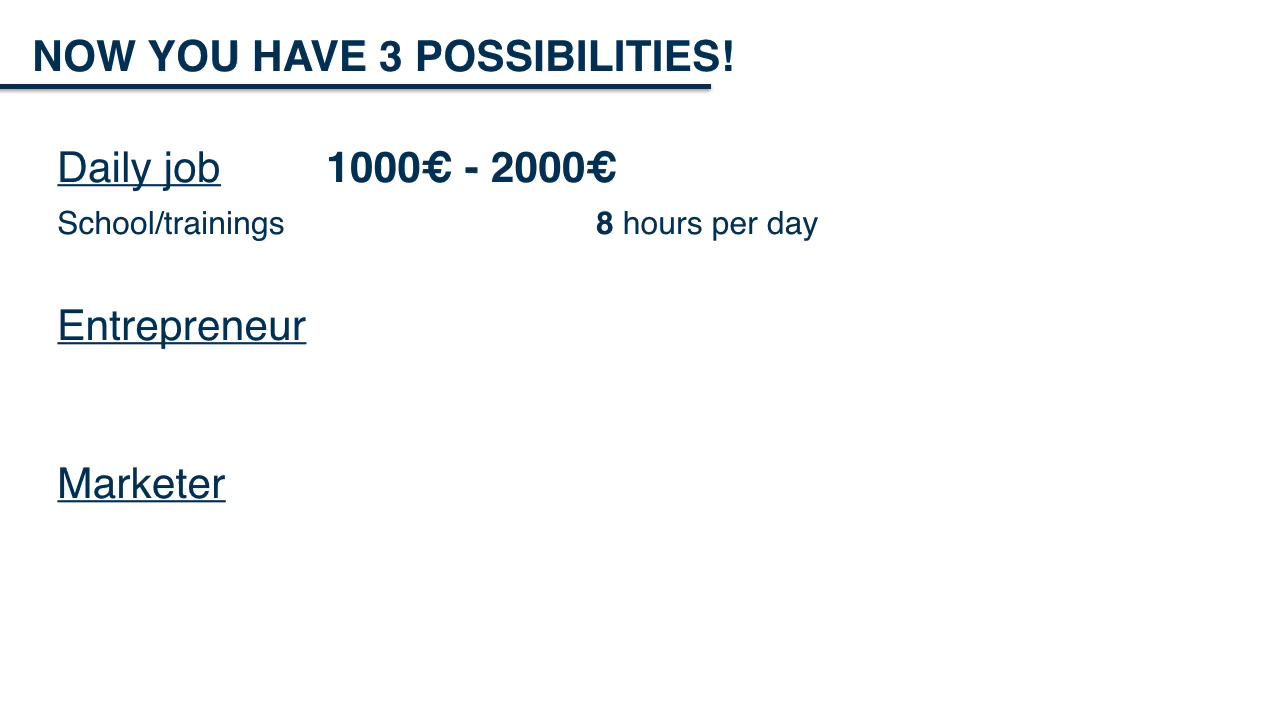 NOW YOU HAVE 3 POSSIBILITIES!
Daily job 1000€ - 2000€
School/trainings 8 hours per day
Entrepreneur
Marketer